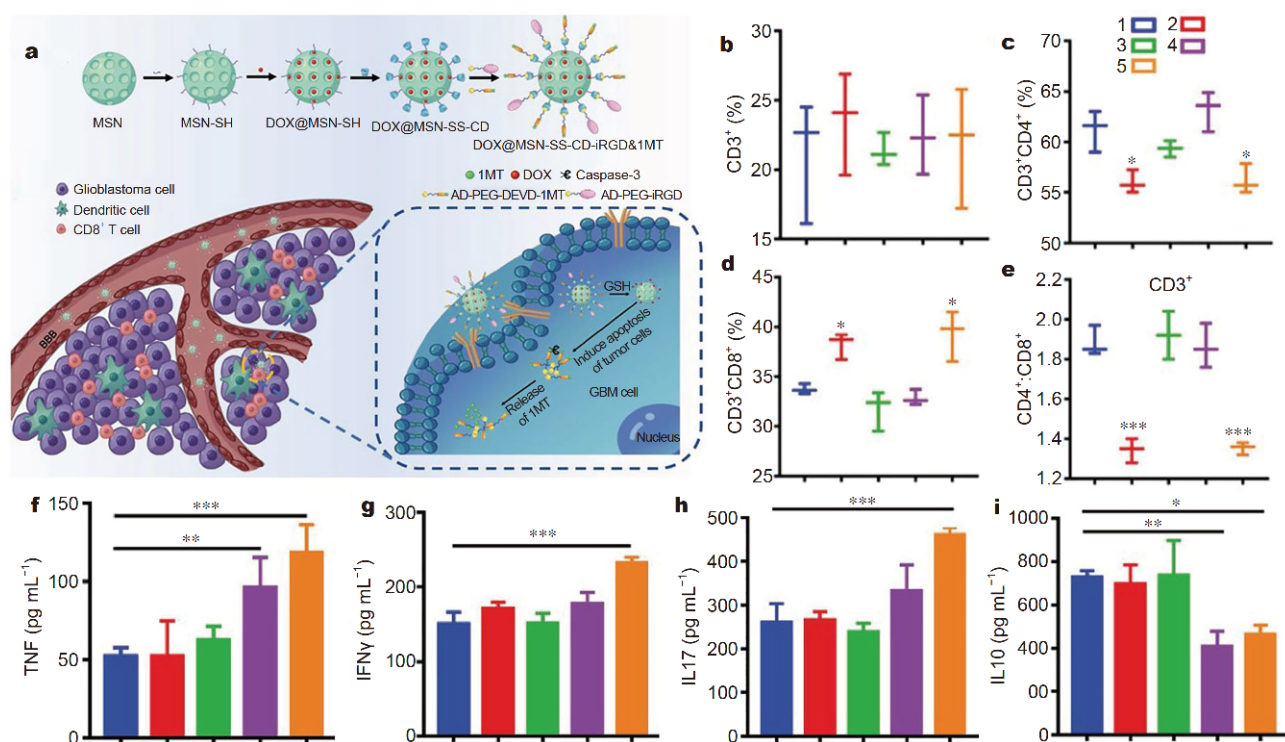 a
MSN
MSN-SH
DOX@MSN-SH
DOX@MSN-SS-CD
DOX@MSN-SS-CD-iRGD&1MT
1MT DOX Caspase-3
AD-PEG-DEVD-1MT AD-PEG-iRGD
Glioblastoma cell
Dendritic cell
CD8⁺ T cell
BBB
GSH
Induce apoptosis
of tumor cells
GBM cell
Release
of 1MT
Nucleus
b
CD3⁺ (%)
30
25
20
15
c
1 2
3 4
5
CD3⁺CD4⁺ (%)
70
65
60
55
50
* *
d
CD3⁺CD8⁺ (%)
45
40
35
30
25
* *
e
CD3⁺
CD4⁺:CD8⁺
2.2
2.0
1.8
1.6
1.4
1.2
*** ***
f
TNF (pg mL⁻¹)
150
100
50
0
***
**
g
IFNγ (pg mL⁻¹)
300
200
100
0
***
h
IL17 (pg mL⁻¹)
500
400
300
200
100
0
***
i
IL10 (pg mL⁻¹)
1000
800
600
400
00
0
*
**